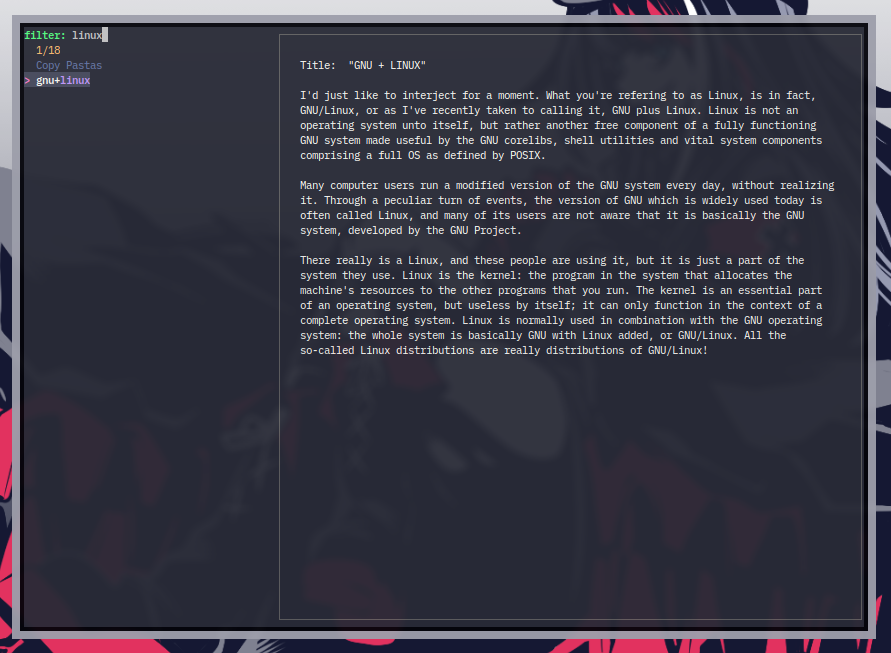 filter: linux
1/18
Copy Pastas
> gnu+linux
Title:  "GNU + LINUX"
I'd just like to interject for a moment. What you're refering to as Linux, is in fact,
GNU/Linux, or as I've recently taken to calling it, GNU plus Linux. Linux is not an
operating system unto itself, but rather another free component of a fully functioning
GNU system made useful by the GNU corelibs, shell utilities and vital system components
comprising a full OS as defined by POSIX.
Many computer users run a modified version of the GNU system every day, without realizing
it. Through a peculiar turn of events, the version of GNU which is widely used today is
often called Linux, and many of its users are not aware that it is basically the GNU
system, developed by the GNU Project.
There really is a Linux, and these people are using it, but it is just a part of the
system they use. Linux is the kernel: the program in the system that allocates the
machine's resources to the other programs that you run. The kernel is an essential part
of an operating system, but useless by itself; it can only function in the context of a
complete operating system. Linux is normally used in combination with the GNU operating
system: the whole system is basically GNU with Linux added, or GNU/Linux. All the
so-called Linux distributions are really distributions of GNU/Linux!